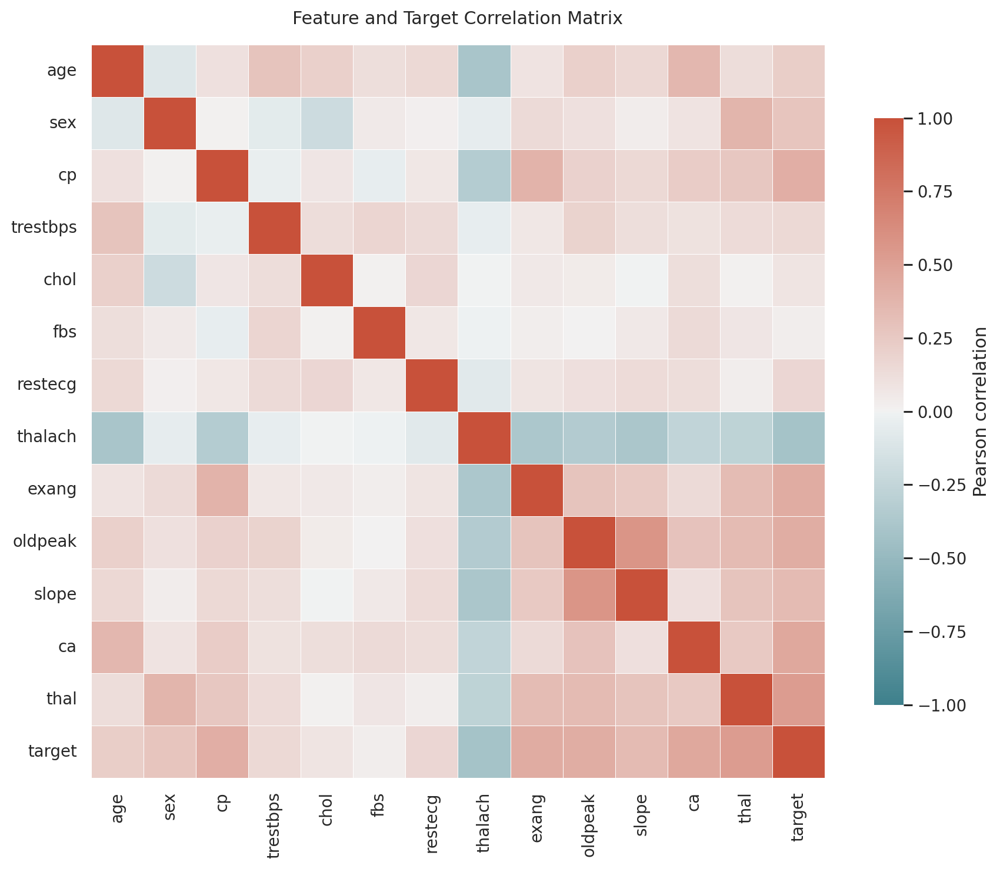 Feature and Target Correlation Matrix
age
sex
cp
trestbps
chol
fbs
restecg
thalach
exang
oldpeak
slope
ca
thal
target
age
sex
cp
trestbps
chol
fbs
restecg
thalach
exang
oldpeak
slope
ca
thal
target
1.00
0.75
0.50
0.25
0.00
−0.25
−0.50
−0.75
−1.00
Pearson correlation